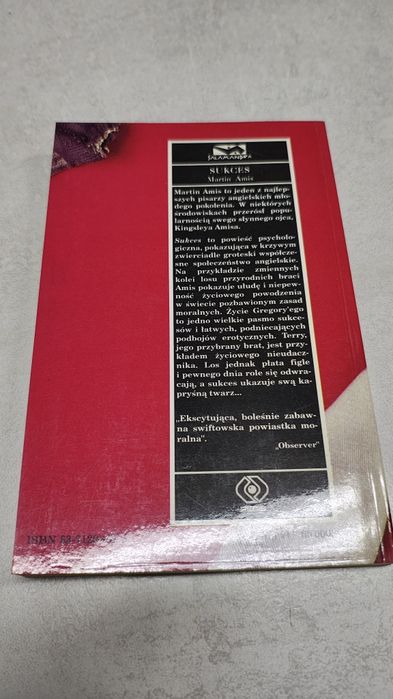 SALAMANDRA
SUKCES
Martin Amis
Martin Amis to jeden z najlep-
szych pisarzy angielskich mło-
dego pokolenia. W niektórych
środowiskach przerósł popu-
larnością swego słynnego ojca,
Kingsleya Amisa.
Sukces to powieść psycholo-
giczna, pokazująca w krzywym
zwierciadle groteski współcze-
sne społeczeństwo angielskie.
Na przykładzie zmiennych
kolei losu przyrodnich braci
Amis pokazuje ułudę i niepew-
ność życiowego powodzenia
w świecie pozbawionym zasad
moralnych. Życie Gregory'ego
to jedno wielkie pasmo sukce-
sów i łatwych, podniecających
podbojów erotycznych. Terry,
jego przybrany brat, jest przy-
kładem życiowego nieudacz-
nika. Los jednak płata figle
i pewnego dnia role się odwra-
cają, a sukces ukazuje swą ka-
pryśną twarz...
„Ekscytująca, boleśnie zabaw-
na swiftowska powiastka mo-
ralna".
„Observer"
ISBN